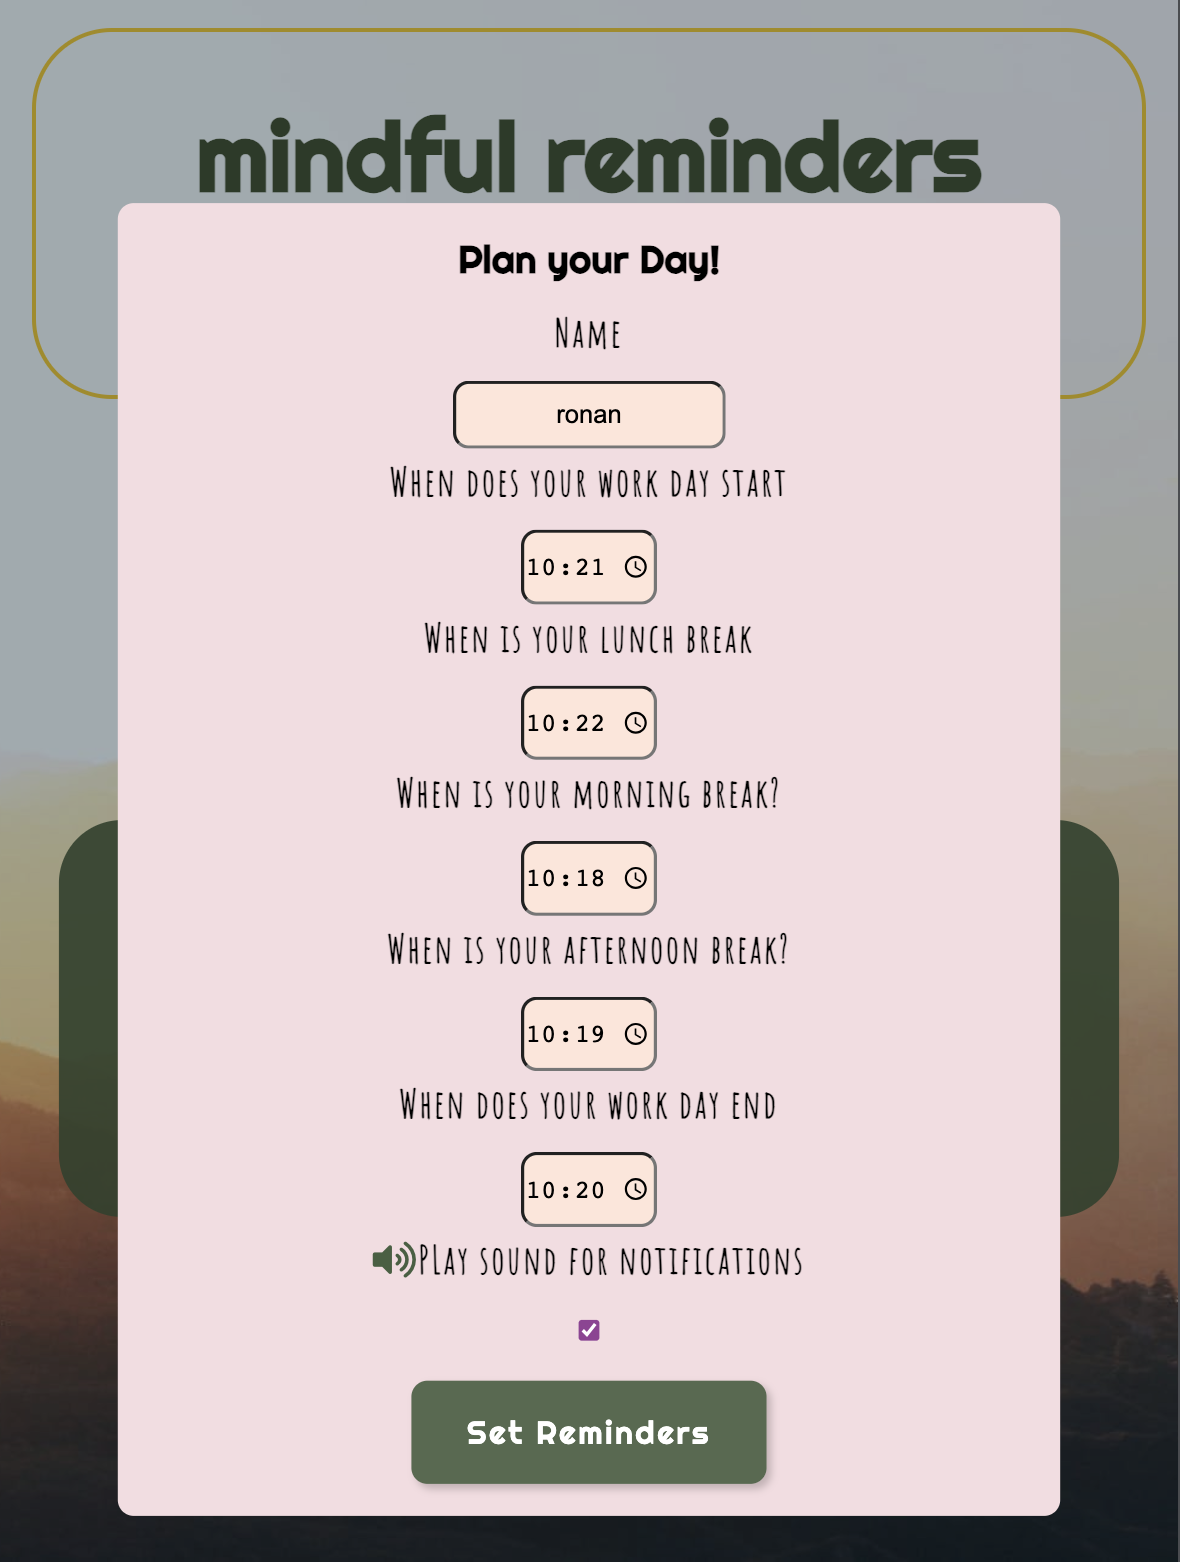 mindful reminders
Plan your Day!
Name
ronan
When does your work day start
10:21
When is your lunch break
10:22
When is your morning break?
10:18
When is your afternoon break?
10:19
When does your work day end
10:20
Play sound for notifications
Set Reminders